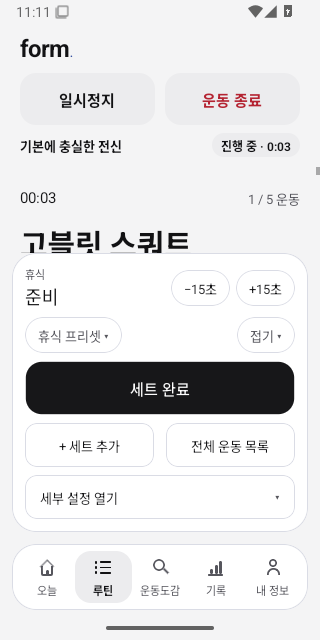 11:11
form.
일시정지
운동 종료
기본에 충실한 전신
진행 중 · 0:03
00:03
1 / 5 운동
고블릿 스쿼트
휴식
준비
−15초
+15초
휴식 프리셋 ▾
접기 ▾
세트 완료
+ 세트 추가
전체 운동 목록
세부 설정 열기 ▾
오늘
루틴
운동도감
기록
내 정보